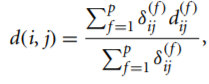 d(i, j) = \frac{\sum_{f=1}^{p} \delta_{ij}^{(f)} d_{ij}^{(f)}}{\sum_{f=1}^{p} \delta_{ij}^{(f)}},